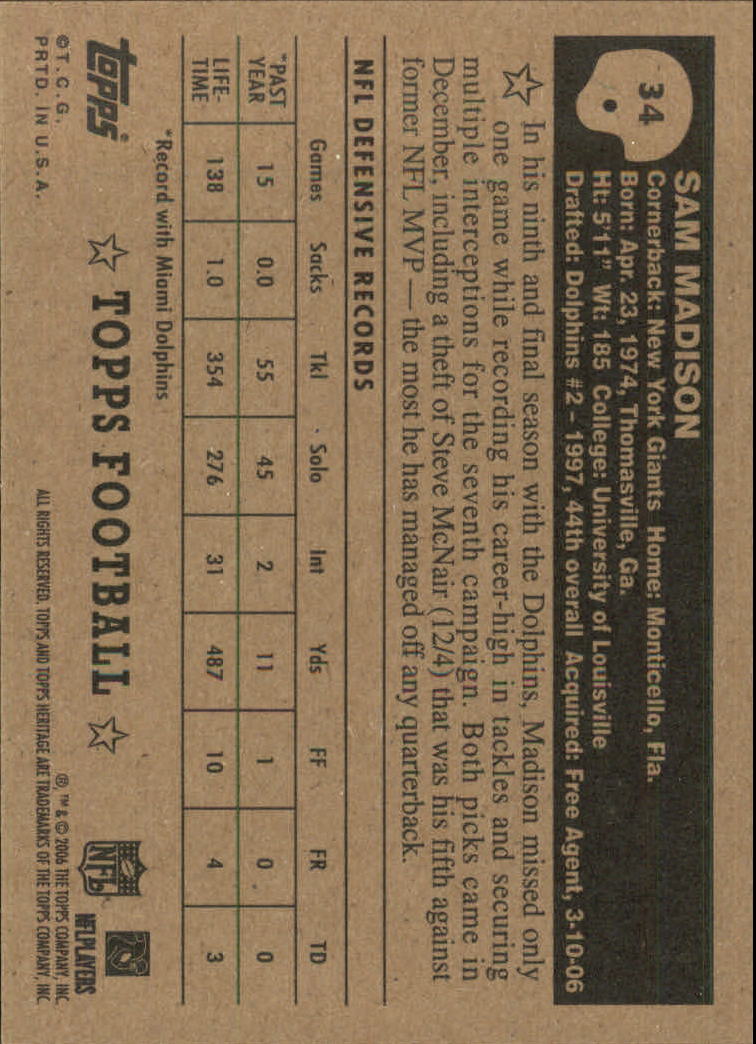 34
SAM MADISON
Cornerback: New York Giants Home: Monticello, Fla.
Born: Apr. 23, 1974, Thomasville, Ga.
Ht: 5'11" Wt: 185 College: University of Louisville
Drafted: Dolphins #2 - 1997, 44th overall Acquired: Free Agent, 3-10-06
In his ninth and final season with the Dolphins, Madison missed only
one game while recording his career-high in tackles and securing
multiple interceptions for the seventh campaign. Both picks came in
December, including a theft of Steve McNair (12/4) that was his fifth against
former NFL MVP — the most he has managed off any quarterback.
NFL DEFENSIVE RECORDS
Games Sacks Tkl Solo Int Yds FF FR TD
*PAST YEAR 15 0.0 55 45 2 11 1 0 0
LIFE-TIME 138 1.0 354 276 31 487 10 4 3
*Record with Miami Dolphins
topps
☆ TOPPS FOOTBALL ☆
NFL
NFL PLAYERS
© T.C.G.
PRTD. IN U.S.A.
®, ™ & © 2006 THE TOPPS COMPANY, INC
ALL RIGHTS RESERVED. TOPPS AND TOPPS HERITAGE ARE TRADEMARKS OF THE TOPPS COMPANY, INC